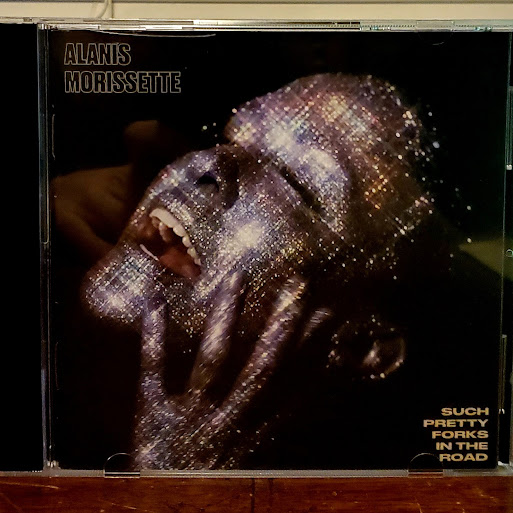 ALANIS
MORISSETTE
SUCH
PRETTY
FORKS
IN THE
ROAD